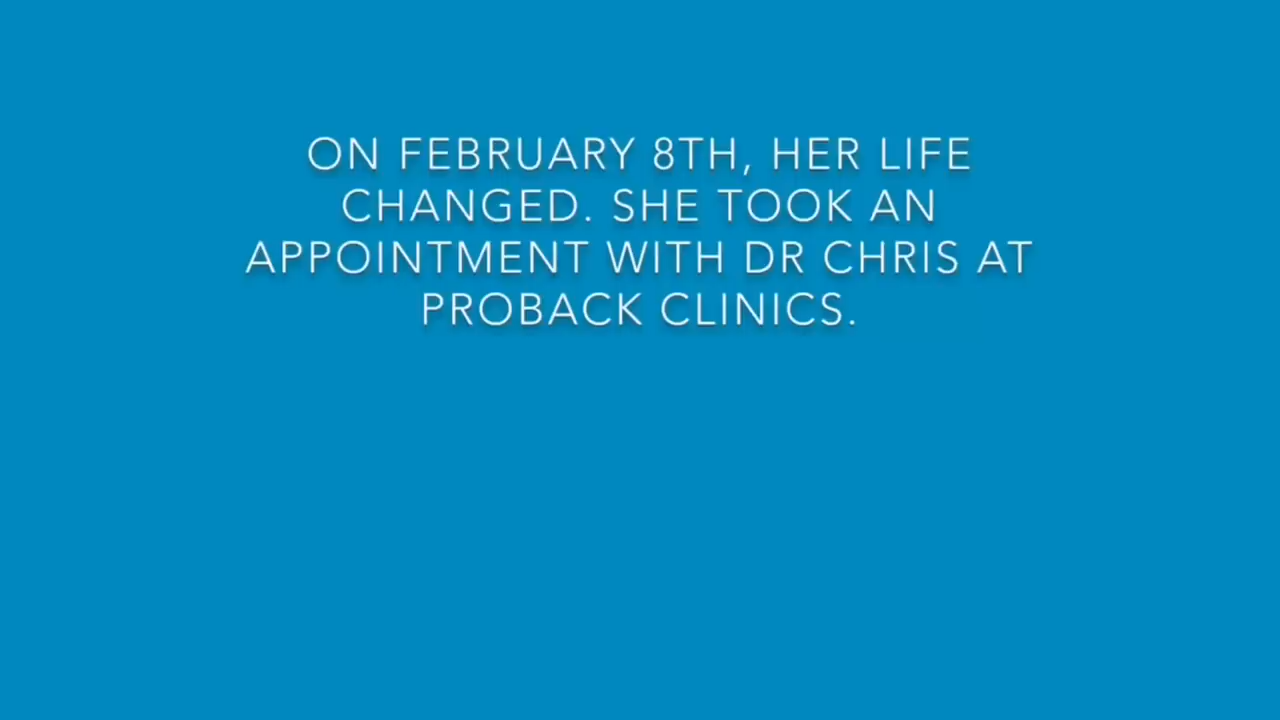 ON FEBRUARY 8TH, HER LIFE
CHANGED. SHE TOOK AN
APPOINTMENT WITH DR CHRIS AT
PROBACK CLINICS.